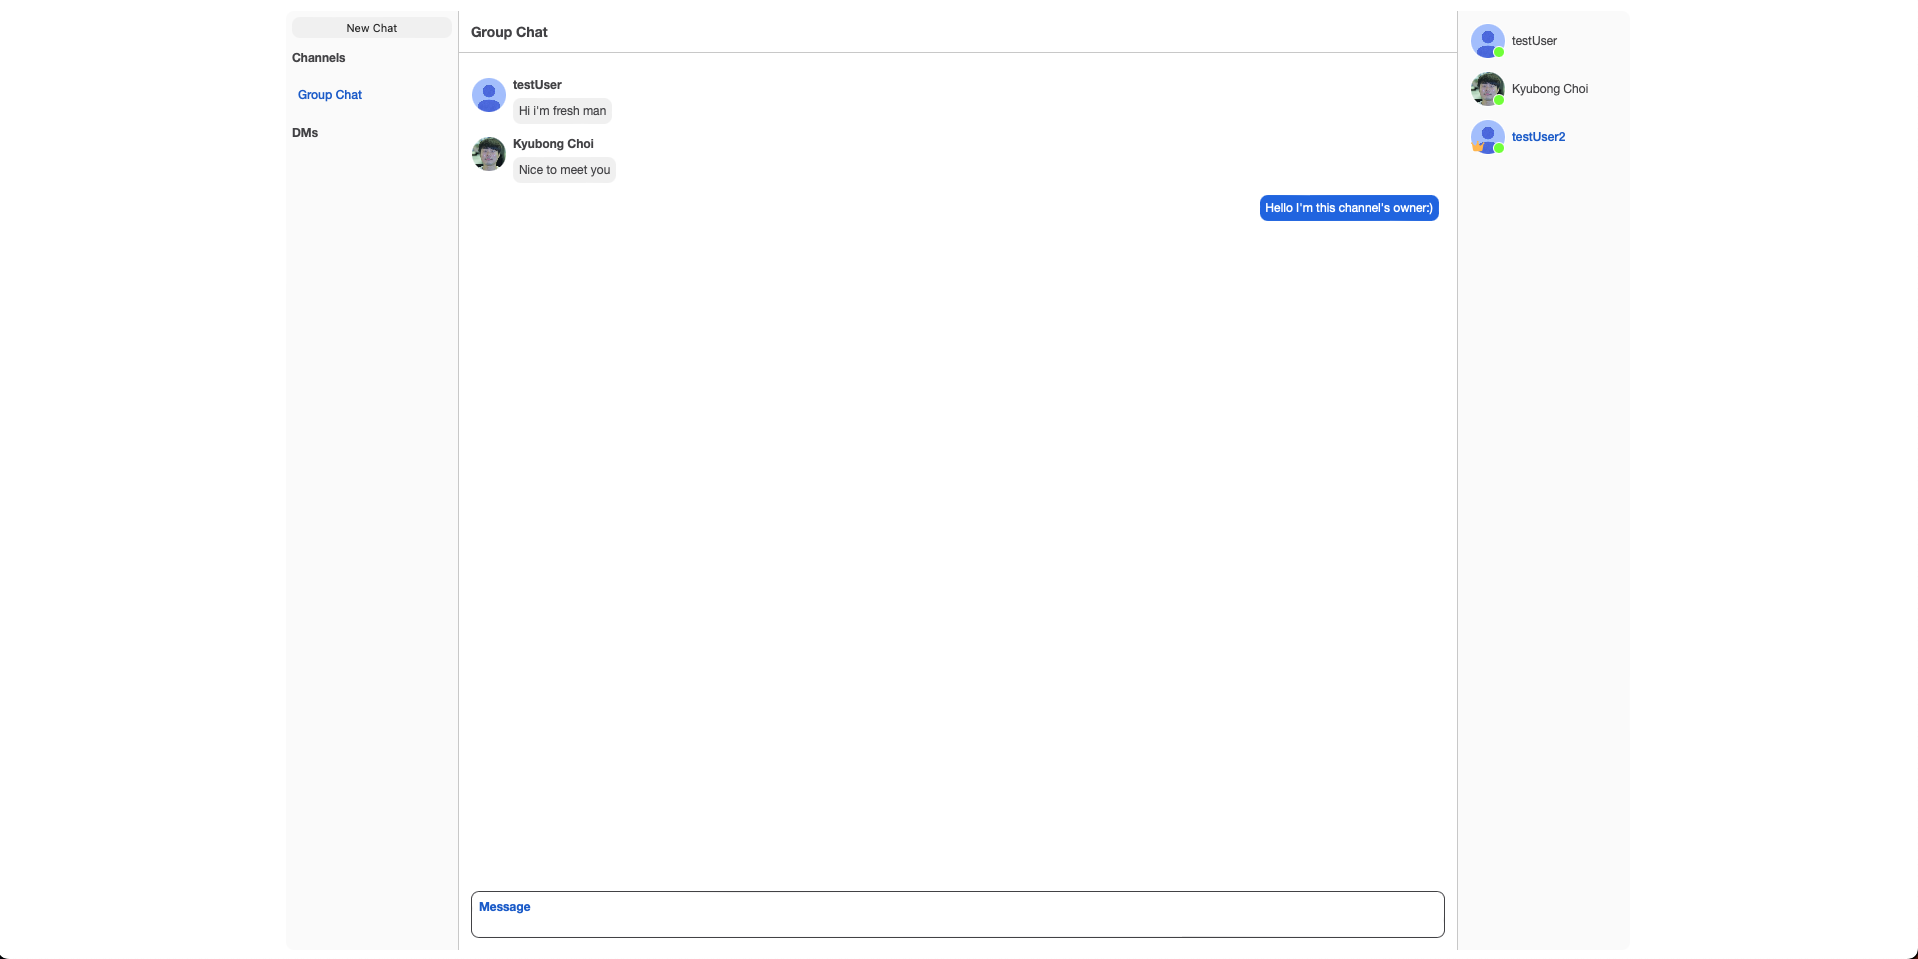 New Chat
Channels
Group Chat
DMs
Group Chat
testUser
Hi i'm fresh man
Kyubong Choi
Nice to meet you
Hello I'm this channel's owner:)
Message
testUser
Kyubong Choi
testUser2